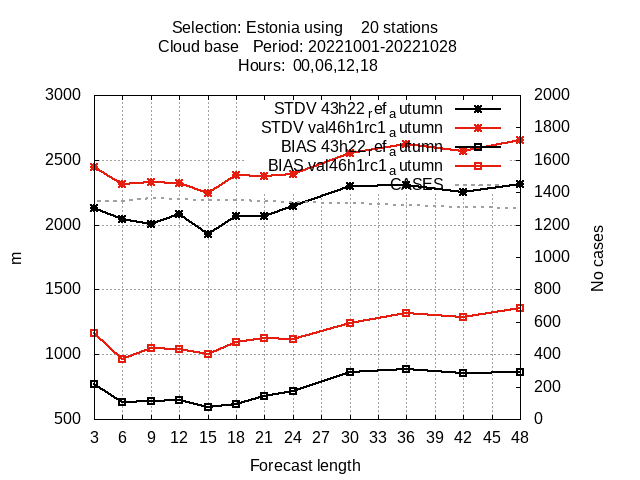 Selection: Estonia using 20 stations
Cloud base Period: 20221001-20221028
Hours: 00,06,12,18
3000
2500
2000
1500
1000
500
m
STDV 43h22_ref_autumn
STDV val46h1rc1_autumn
BIAS 43h22_ref_autumn
BIAS val46h1rc1_autumn
CASES
2000
1800
1600
1400
1200
1000
800
600
400
200
0
No cases
3 6 9 12 15 18 21 24 27 30 33 36 39 42 45 48
Forecast length